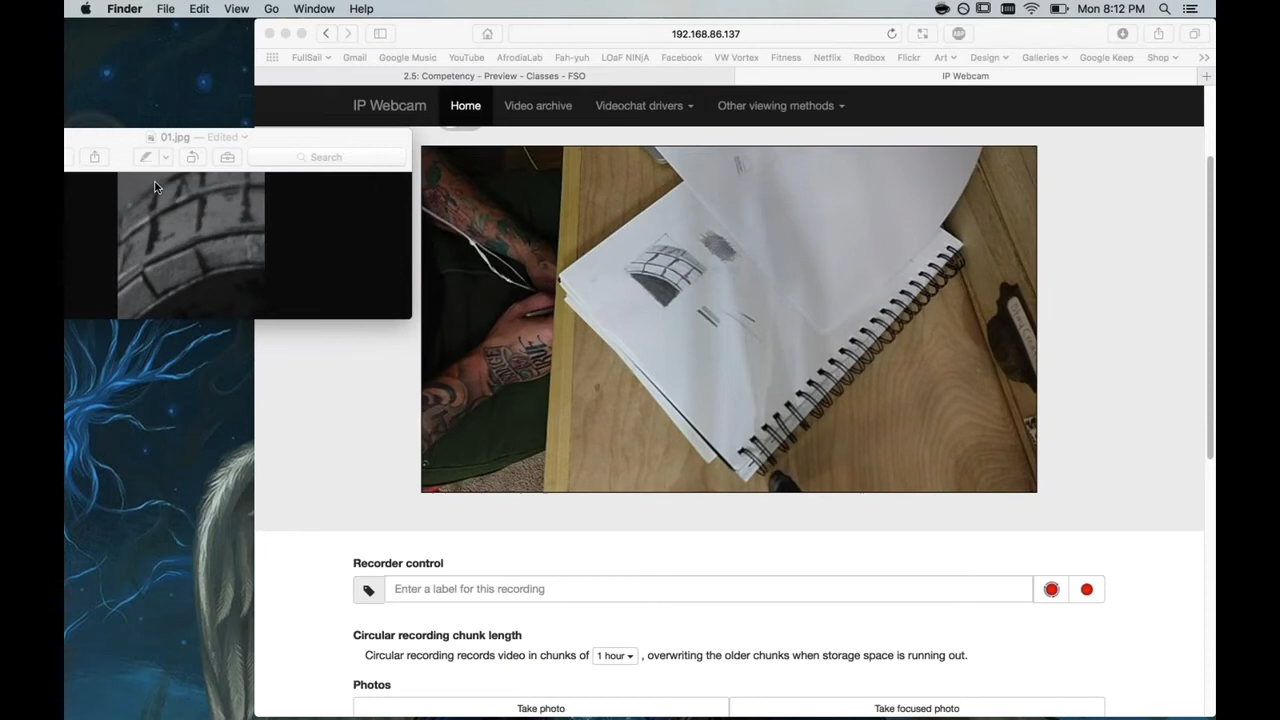 Finder File Edit View Go Window Help Mon 8:12 PM
192.168.86.137
FullSail Gmail Google Music YouTube AfrodiaLab Fah-yuh LOaF NINjA Facebook VW Vortex Fitness Netflix Redbox Flickr Art Design Galleries Google Keep Shop
2.5: Competency - Preview - Classes - FSO IP Webcam
IP Webcam Home Video archive Videochat drivers Other viewing methods
01.jpg — Edited
Search
Recorder control
Enter a label for this recording
Circular recording chunk length
Circular recording records video in chunks of 1 hour , overwriting the older chunks when storage space is running out.
Photos
Take photo Take focused photo